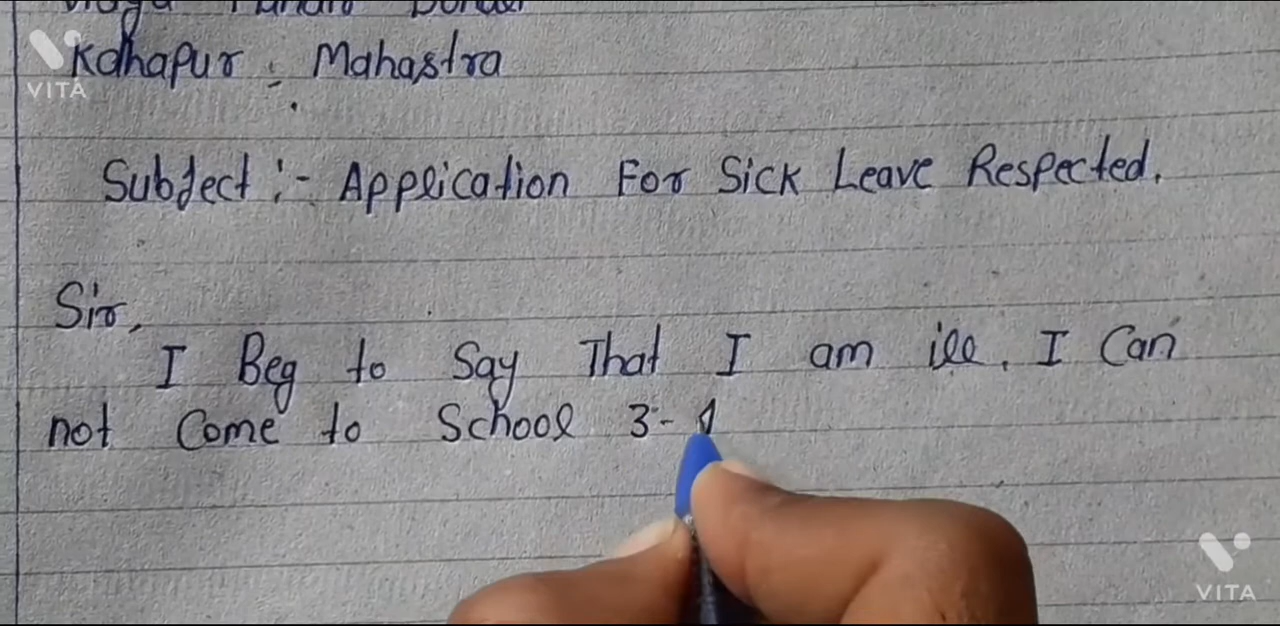 Kolhapur, Mahastra
VITA
Subject :- Application For Sick Leave Respected.
Sir,
I Beg to Say That I am ill. I Can
not Come to School 3-
VITA